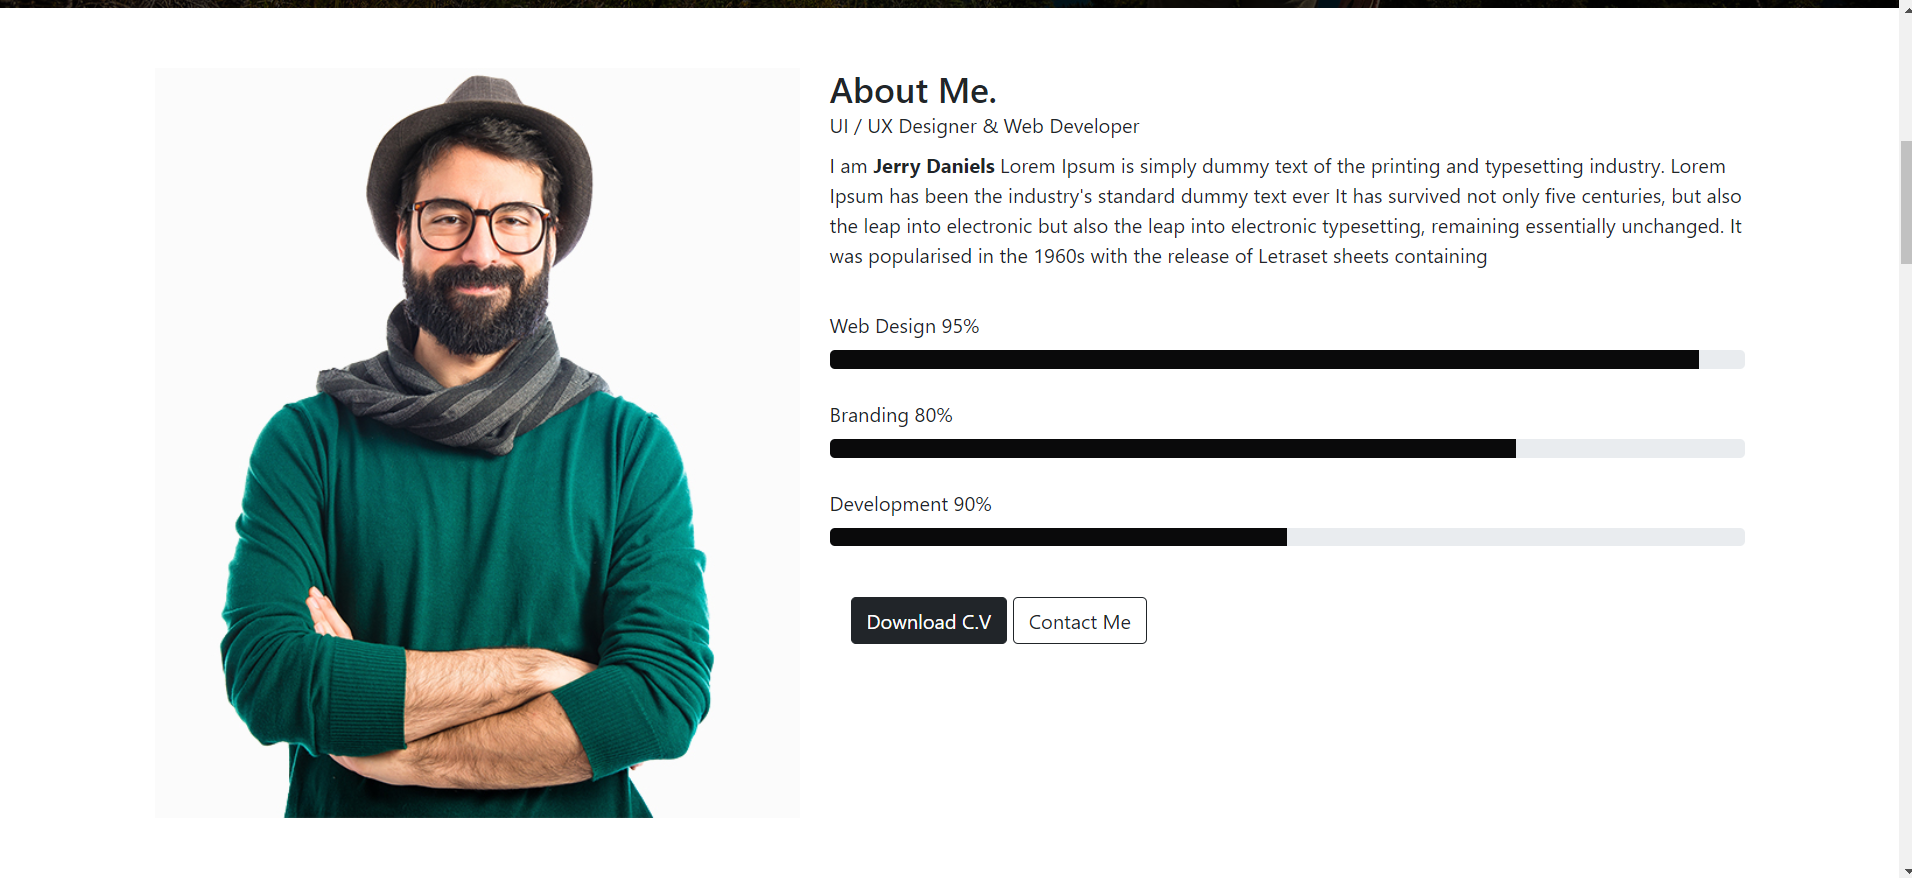 About Me.
UI / UX Designer & Web Developer
I am Jerry Daniels Lorem Ipsum is simply dummy text of the printing and typesetting industry. Lorem
Ipsum has been the industry's standard dummy text ever It has survived not only five centuries, but also
the leap into electronic but also the leap into electronic typesetting, remaining essentially unchanged. It
was popularised in the 1960s with the release of Letraset sheets containing
Web Design 95%
Branding 80%
Development 90%
Download C.V
Contact Me